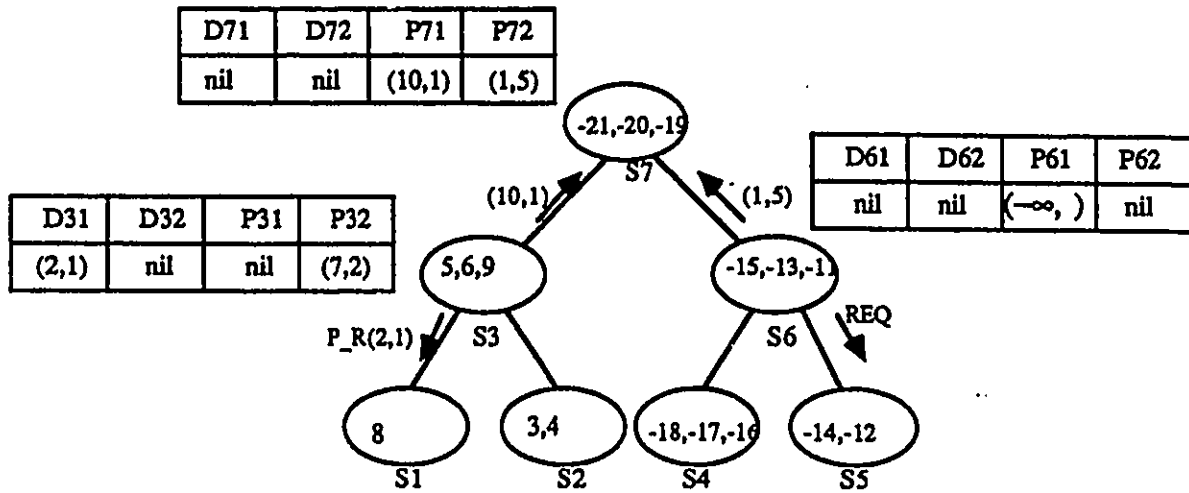 D71 D72 P71 P72
nil nil (10,1) (1,5)
-21,-20,-19
S7
D61 D62 P61 P62
nil nil (−∞, ) nil
(10,1)
(1,5)
D31 D32 P31 P32
(2,1) nil nil (7,2)
5,6,9
-15,-13,-11
P_R(2,1)
S3
S6
REQ
8
3,4
-18,-17,-16
-14,-12
S1
S2
S4
S5